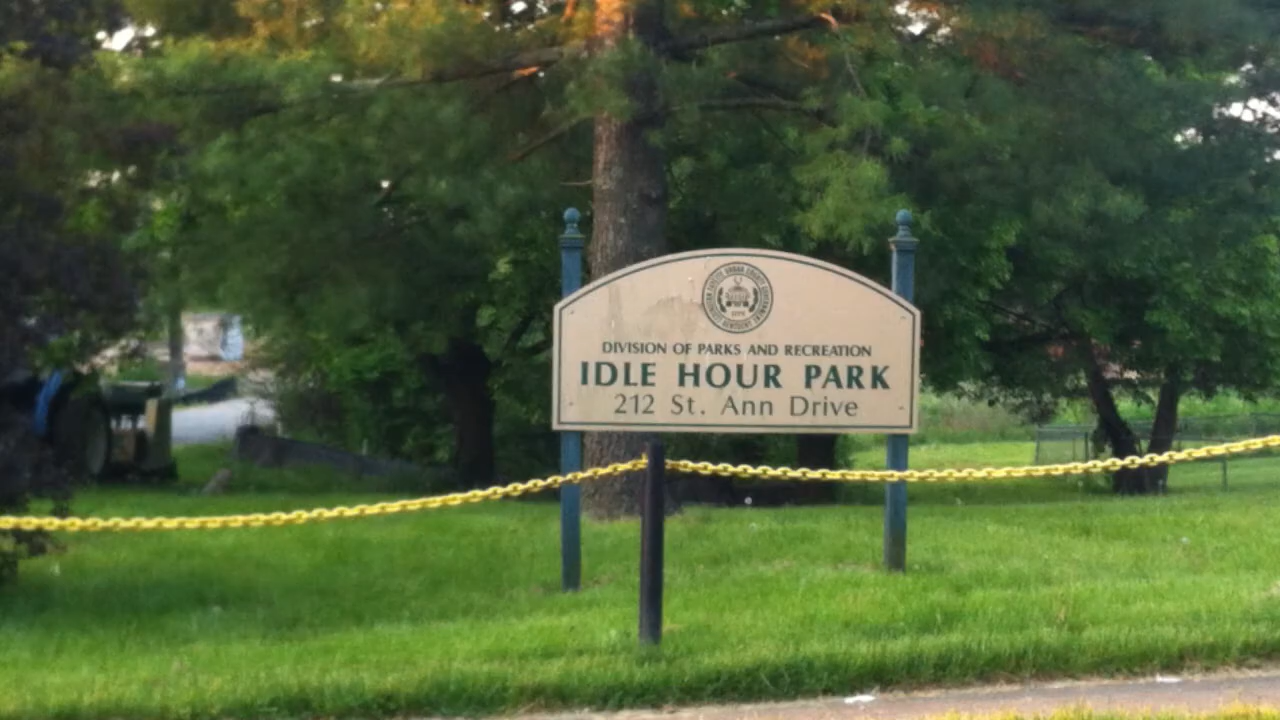 DIVISION OF PARKS AND RECREATION
IDLE HOUR PARK
212 St. Ann Drive